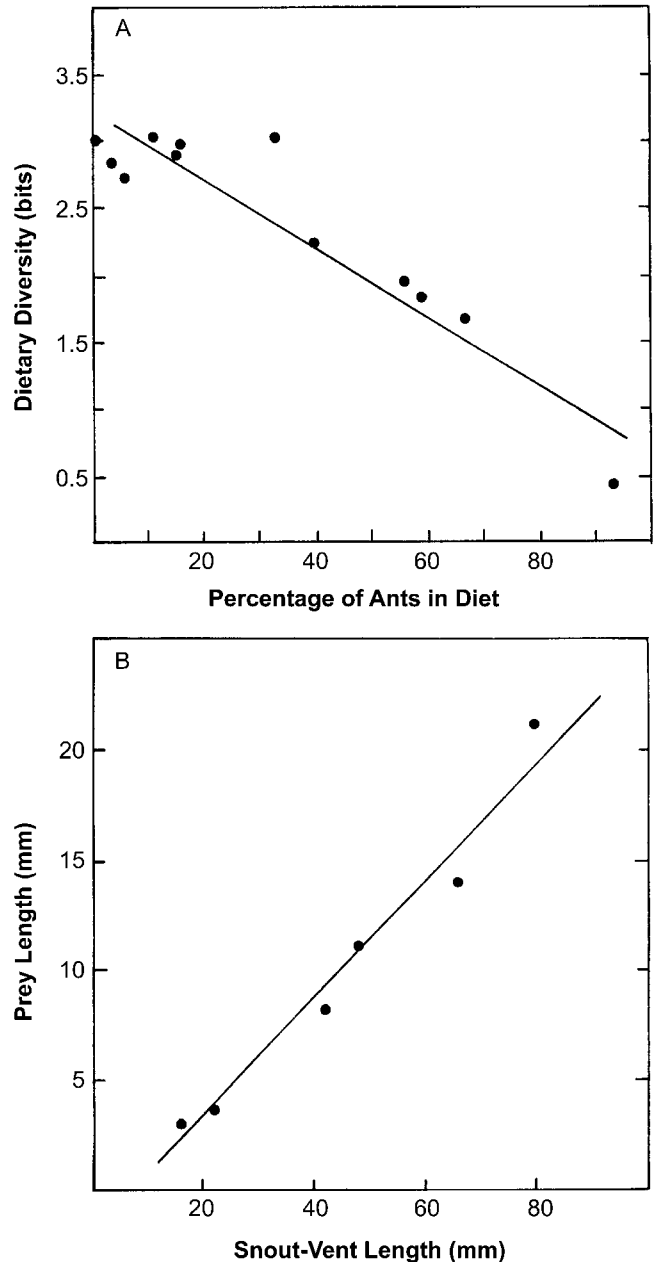 A
3.5
2.5
1.5
0.5
Dietary Diversity (bits)
20 40 60 80
Percentage of Ants in Diet
B
20
15
10
5
Prey Length (mm)
20 40 60 80
Snout-Vent Length (mm)